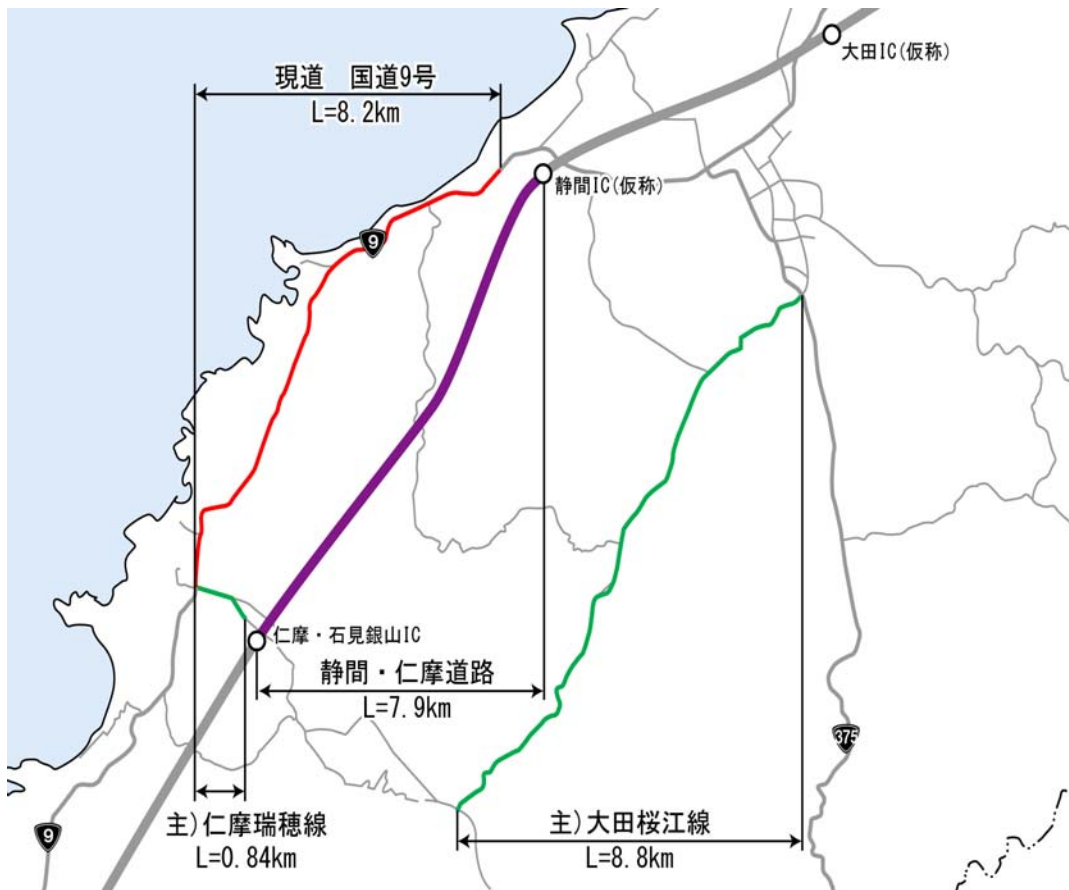 大田IC(仮称)
現道 国道9号
L=8.2km
静間IC(仮称)
9
仁摩・石見銀山IC
静間・仁摩道路
L=7.9km
375
主)仁摩瑞穂線
L=0.84km
主)大田桜江線
L=8.8km
9